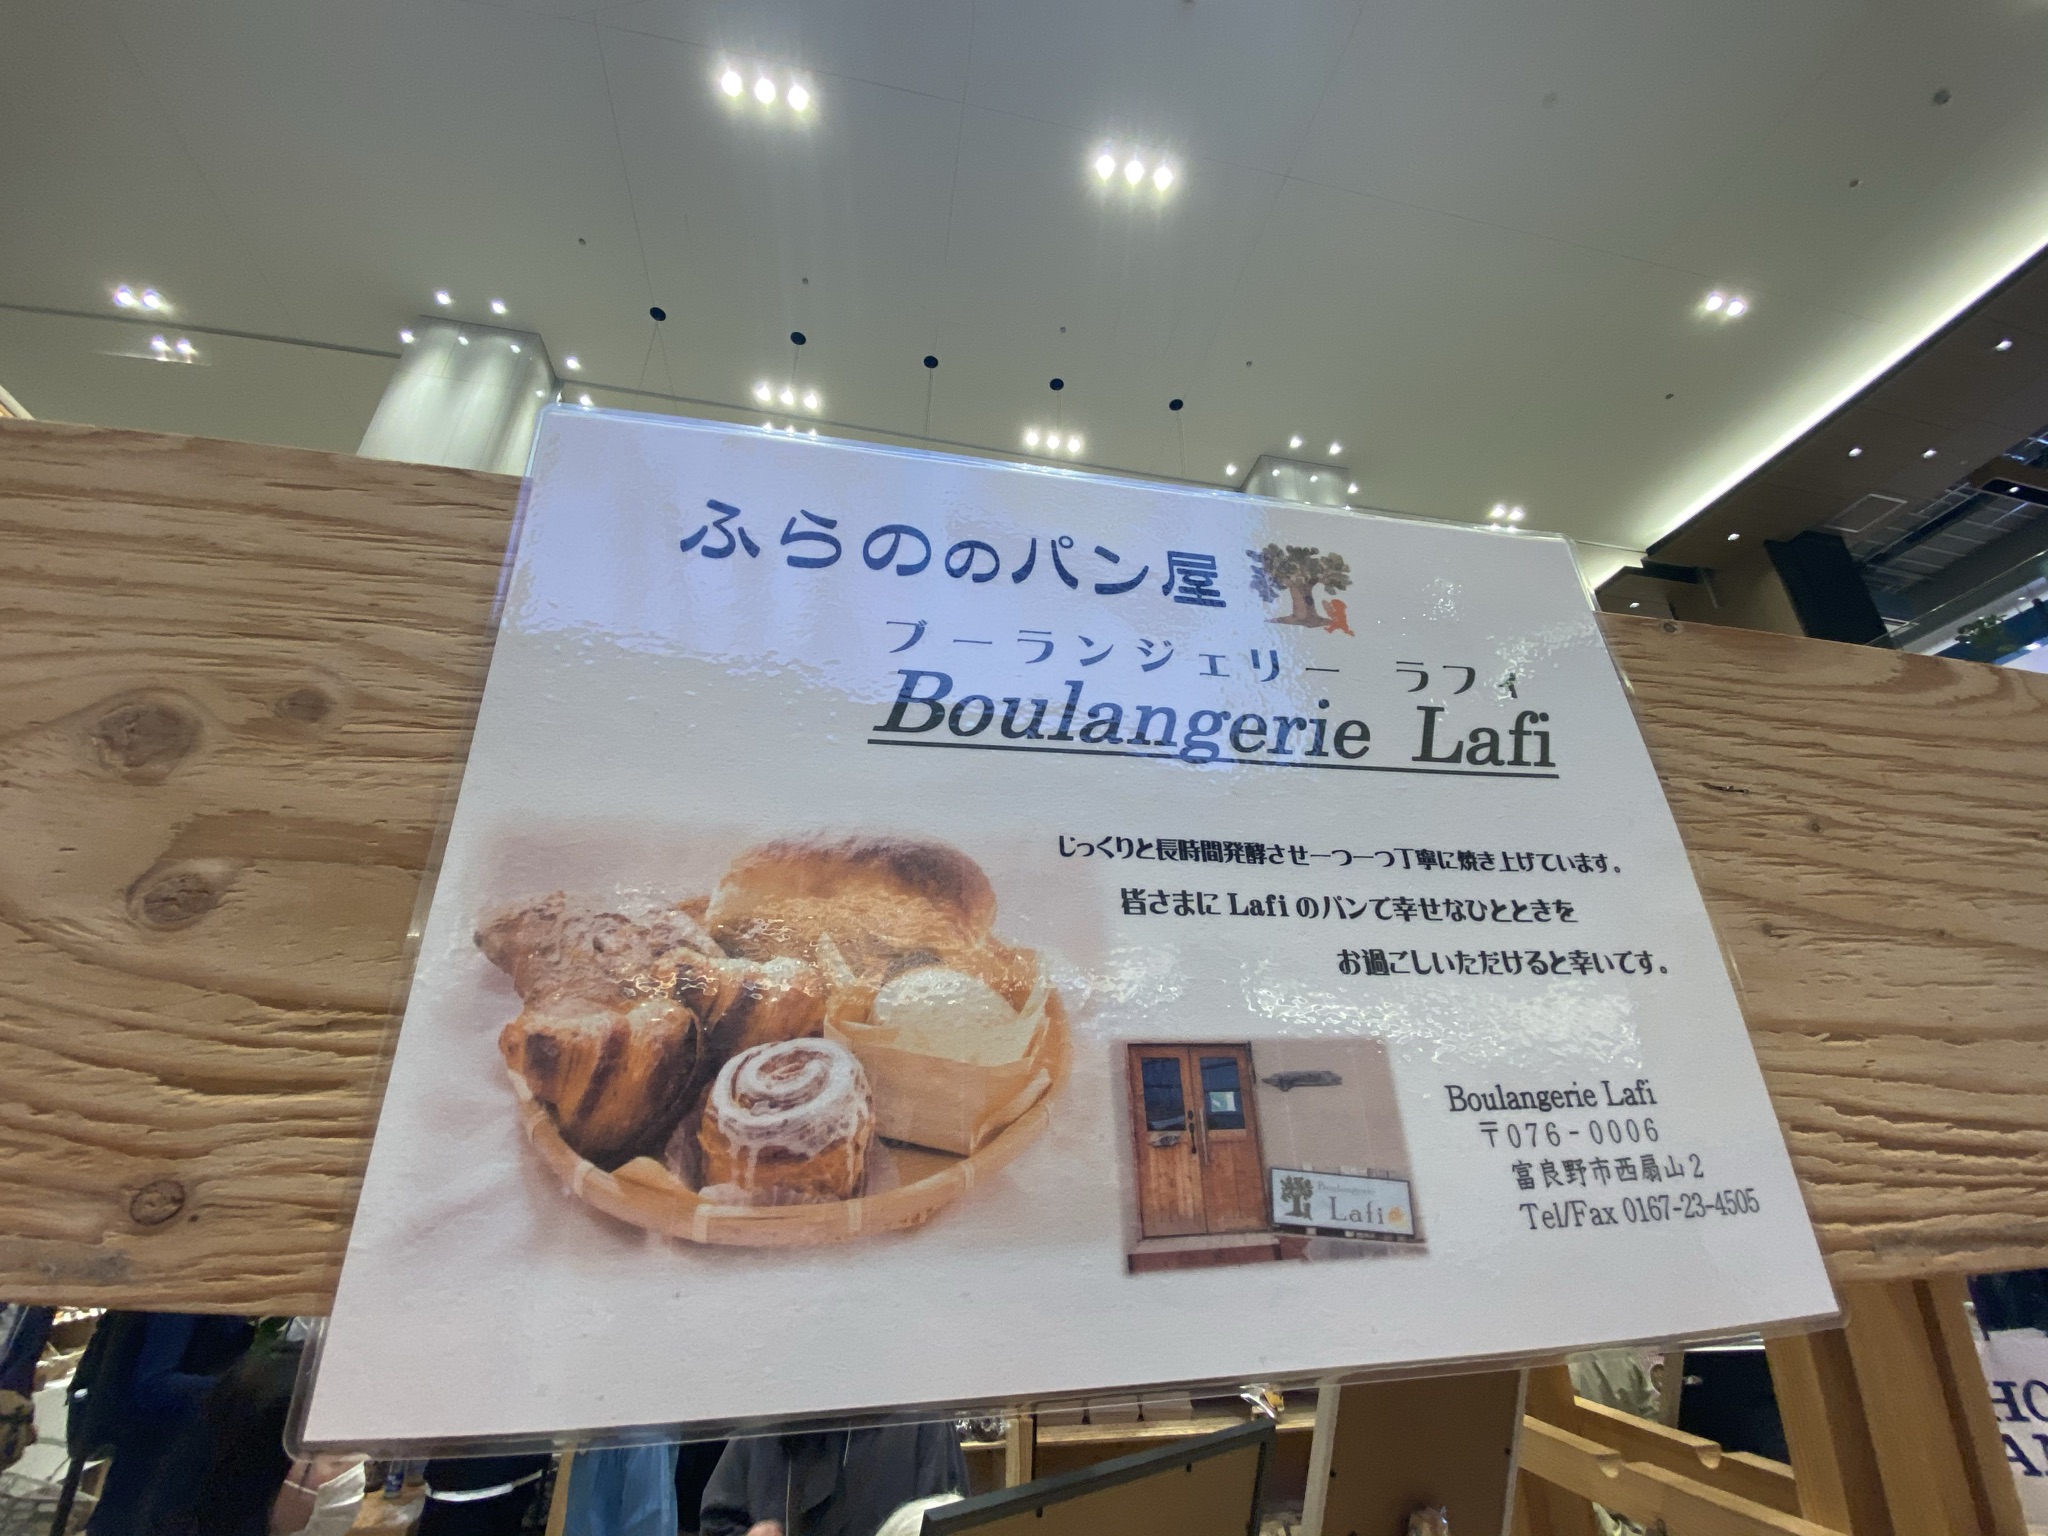 ふらののパン屋
ブーランジェリー ラフィ
Boulangerie Lafi
じっくりと長時間発酵させ一つ一つ丁寧に焼き上げています。
皆さまに Lafi のパンで幸せなひとときを
お過ごしいただけると幸いです。
Boulangerie
Lafi
Boulangerie Lafi
〒076-0006
富良野市西扇山2
Tel/Fax 0167-23-4505